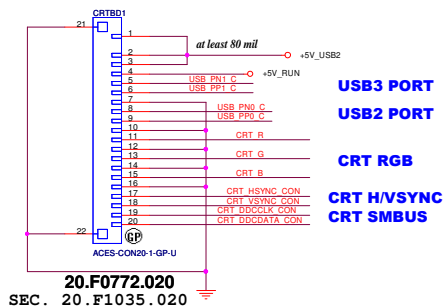 CRTBD1
21
1
2
3
4
5
6
7
8
9
10
11
12
13
14
15
16
17
18
19
20
22
at least 80 mil
+5V_USB2
+5V_RUN
USB_PN1_C
USB_PP1_C
USB3 PORT
USB_PN0_C
USB_PP0_C
USB2 PORT
CRT_R
CRT_G
CRT_B
CRT RGB
CRT_HSYNC_CON
CRT_VSYNC_CON
CRT H/VSYNC
CRT_DDCCLK_CON
CRT_DDCDATA_CON
CRT SMBUS
GP
ACES-CON20-1-GP-U
20.F0772.020
SEC. 20.F1035.020